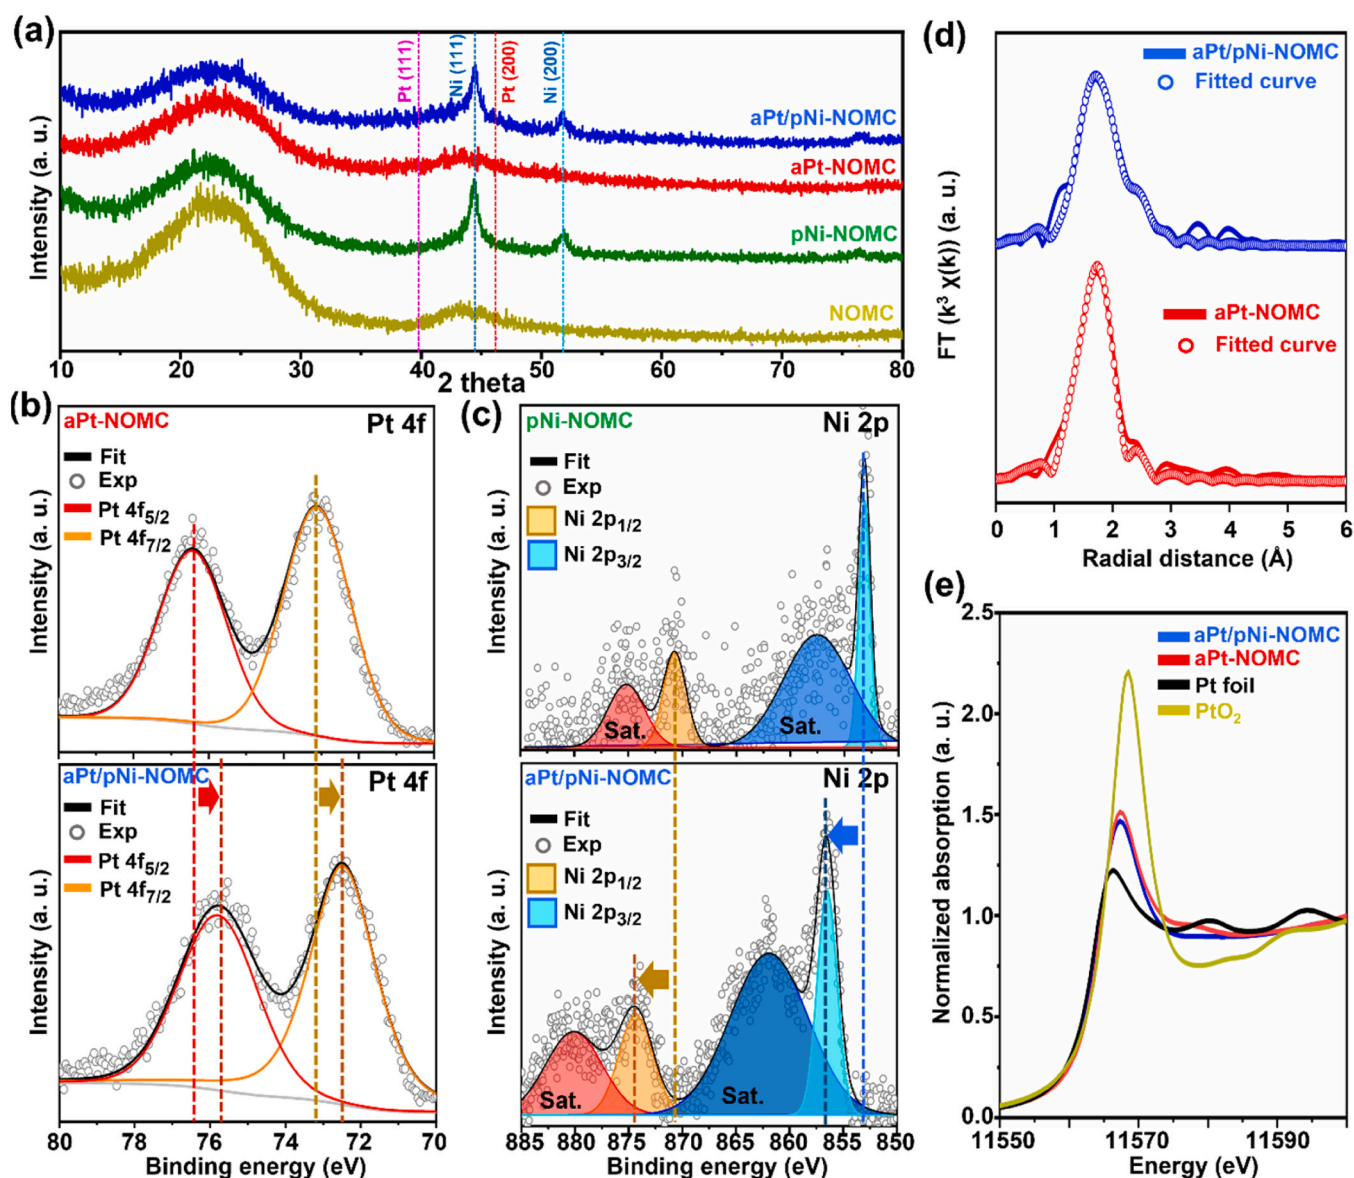 (a)
Intensity (a. u.)
Pt (111)
Ni (111)
Pt (200)
Ni (200)
aPt/pNi-NOMC
aPt-NOMC
pNi-NOMC
NOMC
10 20 30 40 50 60 70 80
2 theta
(b)
aPt-NOMC
Pt 4f
Fit
Exp
Pt 4f5/2
Pt 4f7/2
Intensity (a. u.)
aPt/pNi-NOMC
Pt 4f
Fit
Exp
Pt 4f5/2
Pt 4f7/2
Intensity (a. u.)
80 78 76 74 72 70
Binding energy (eV)
(c)
pNi-NOMC
Ni 2p
Fit
Exp
Ni 2p1/2
Ni 2p3/2
Sat.
Sat.
Intensity (a. u.)
aPt/pNi-NOMC
Ni 2p
Fit
Exp
Ni 2p1/2
Ni 2p3/2
Sat.
Sat.
Intensity (a. u.)
885 880 875 870 865 860 855 850
Binding energy (eV)
(d)
aPt/pNi-NOMC
Fitted curve
aPt-NOMC
Fitted curve
FT (k³ χ(k)) (a. u.)
0 1 2 3 4 5 6
Radial distance (Å)
(e)
2.5
2.0
1.5
1.0
0.5
0.0
aPt/pNi-NOMC
aPt-NOMC
Pt foil
PtO₂
Normalized absorption (a. u.)
11550 11570 11590
Energy (eV)